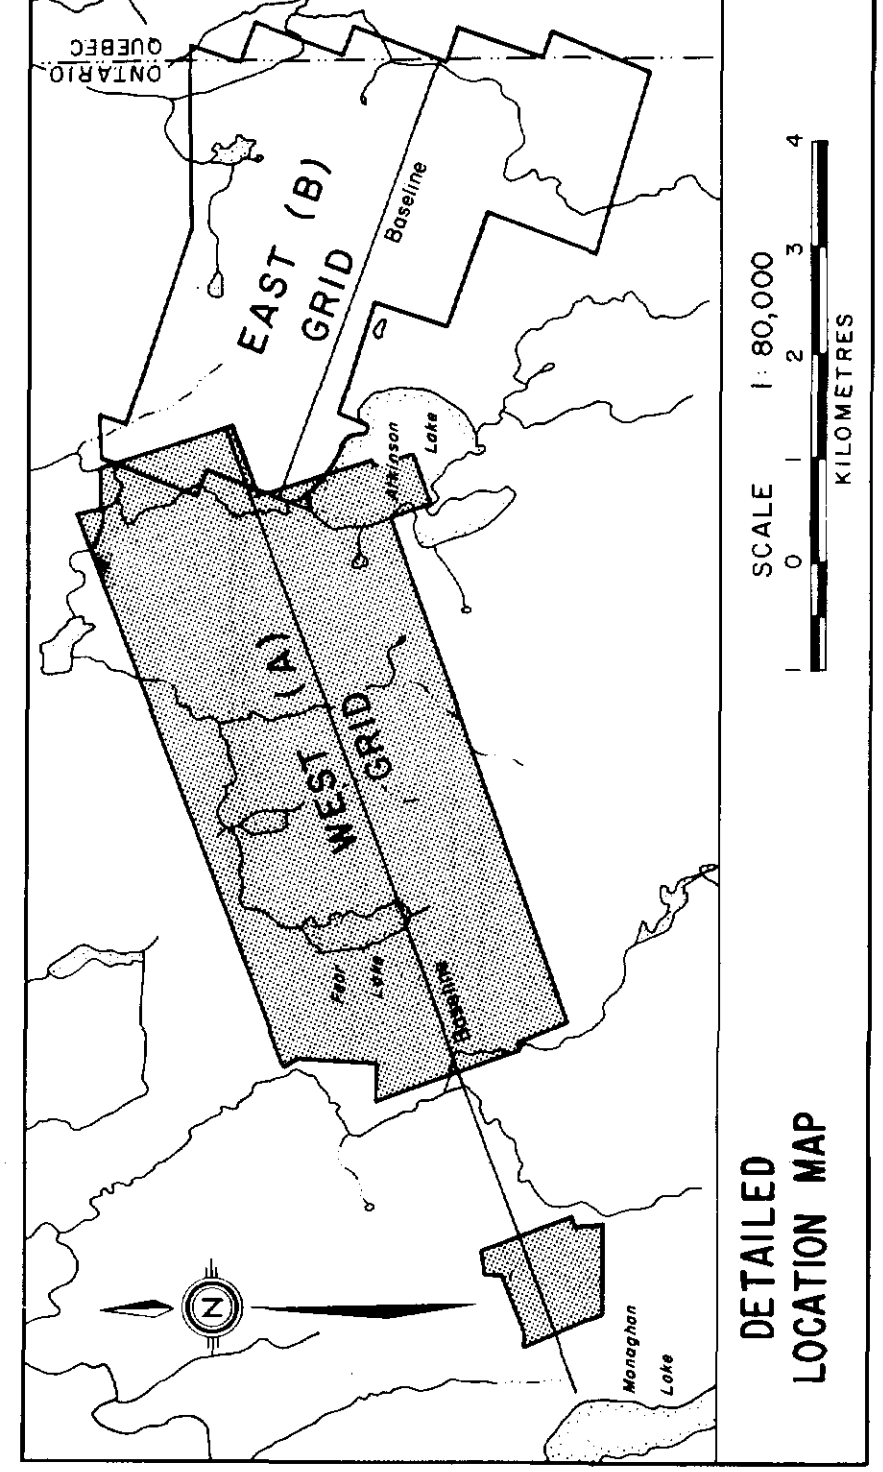 QUEBEC
ONTARIO
EAST (B)
GRID
Baseline
Atkinson
Lake
WEST (A)
GRID
Faor
Lake
Baseline
N
Monaghan
Lake
DETAILED
LOCATION MAP
SCALE 1 : 80,000
1 0 1 2 3 4
KILOMETRES